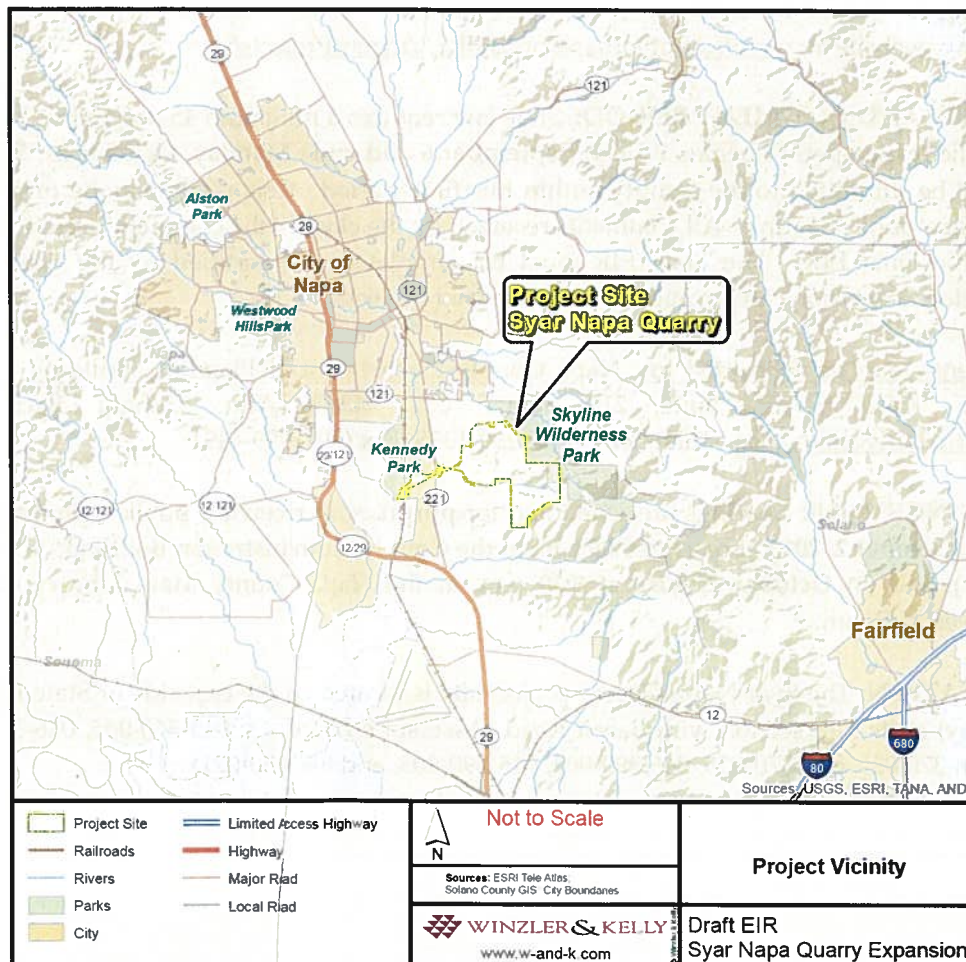 29
121
Alston
Park
29
City of
Napa
121
Project Site
Syar Napa Quarry
Westwood
HillsPark
Napa
29
121
Skyline
Wilderness
Park
Kennedy
Park
29/121
221
12/121
12/121
Solano
12/29
Fairfield
Sonoma
12
29
680
80
Sources: USGS, ESRI, TANA, AND
Project Site
Limited Access Highway
Railroads
Highway
Rivers
Major Road
Parks
Local Road
City
Not to Scale
N
Sources: ESRI Tele Atlas;
Solano County GIS City Boundaries
Project Vicinity
WINZLER & KELLY
www.w-and-k.com
Draft EIR
Syar Napa Quarry Expansion